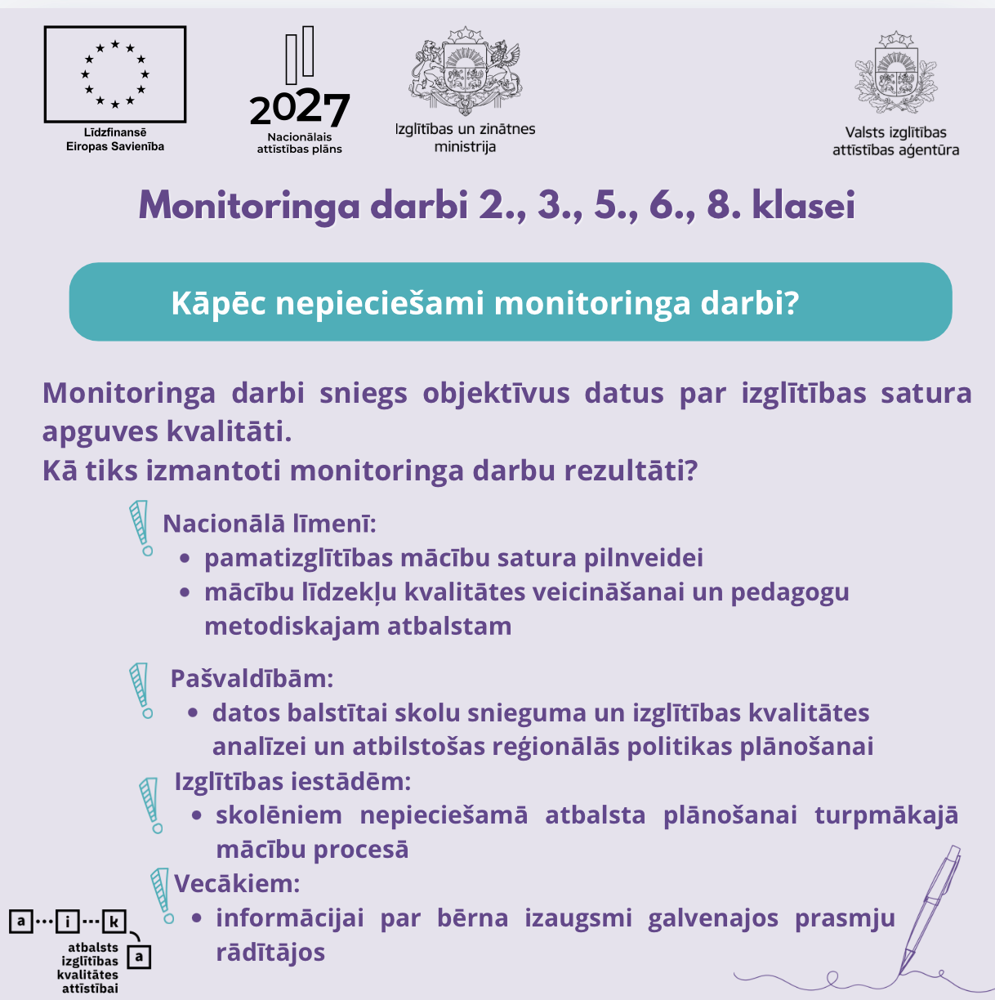 Līdzfinansē
Eiropas Savienība
2027
Nacionālais
attīstības plāns
Izglītības un zinātnes
ministrija
Valsts izglītības
attīstības aģentūra
Monitoringa darbi 2., 3., 5., 6., 8. klasei
Kāpēc nepieciešami monitoringa darbi?
Monitoringa darbi sniegs objektīvus datus par izglītības satura
apguves kvalitāti.
Kā tiks izmantoti monitoringa darbu rezultāti?
Nacionālā līmenī:
• pamatizglītības mācību satura pilnveidei
• mācību līdzekļu kvalitātes veicināšanai un pedagogu
metodiskajam atbalstam
Pašvaldībām:
• datos balstītai skolu snieguma un izglītības kvalitātes
analīzei un atbilstošas reģionālās politikas plānošanai
Izglītības iestādēm:
• skolēniem nepieciešamā atbalsta plānošanai turpmākajā
mācību procesā
Vecākiem:
• informācijai par bērna izaugsmi galvenajos prasmju
rādītājos
a...i...k
a
atbalsts
izglītības
kvalitātes
attīstībai